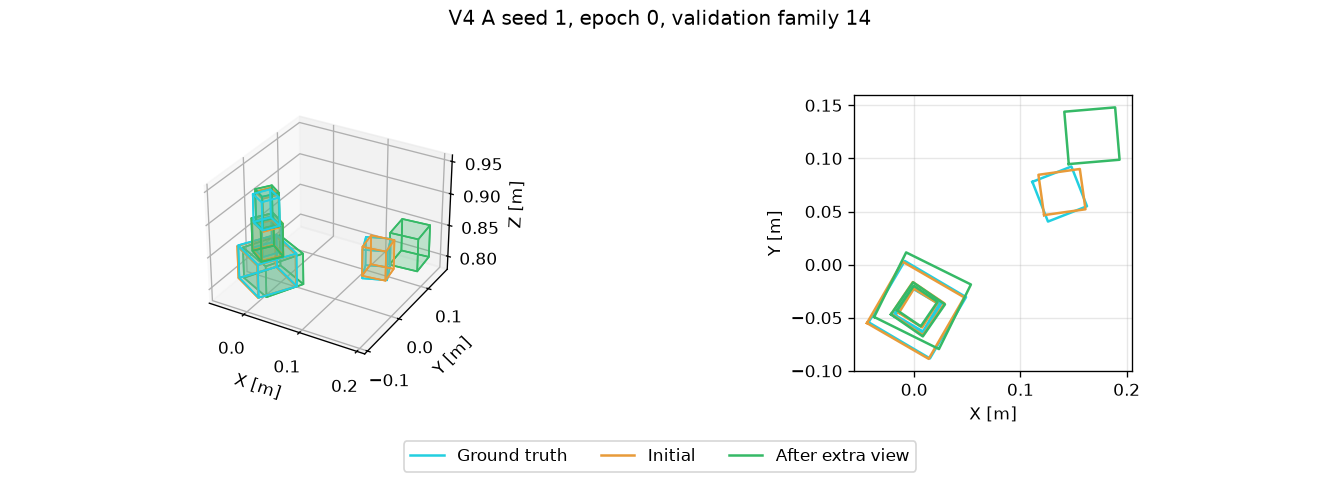 V4 A seed 1, epoch 0, validation family 14
0.95
0.90
0.85
0.80
Z [m]
0.0
0.1
0.2
X [m]
−0.1
0.0
0.1
Y [m]
0.15
0.10
0.05
0.00
−0.05
−0.10
Y [m]
0.0
0.1
0.2
X [m]
Ground truth Initial After extra view